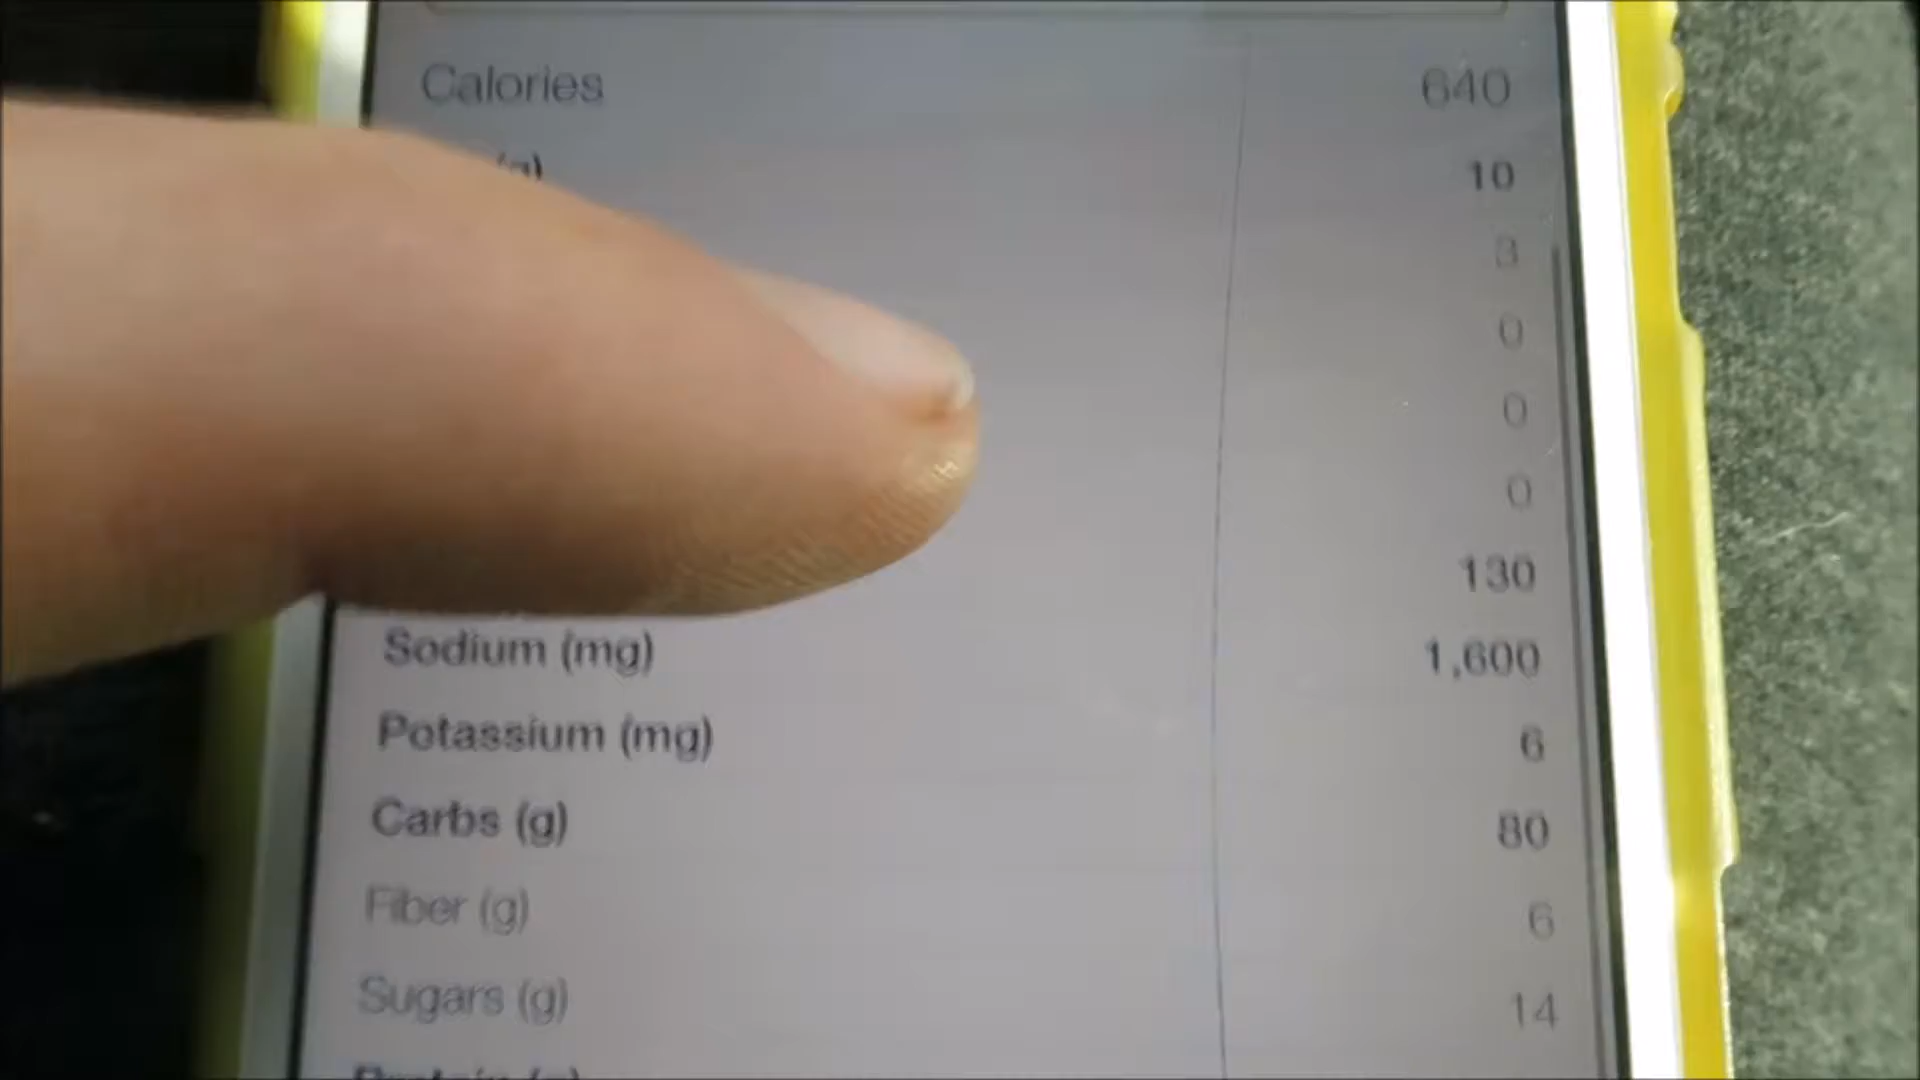 Calories 640
(g) 10
3
0
0
0
130
Sodium (mg) 1,600
Potassium (mg) 6
Carbs (g) 80
Fiber (g) 6
Sugars (g) 14
Protein (g)